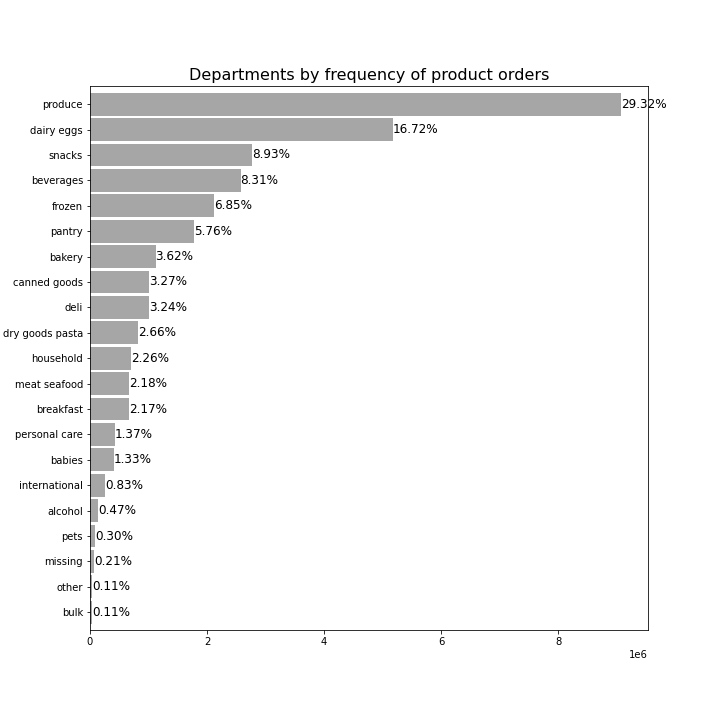 Departments by frequency of product orders
produce 29.32%
dairy eggs 16.72%
snacks 8.93%
beverages 8.31%
frozen 6.85%
pantry 5.76%
bakery 3.62%
canned goods 3.27%
deli 3.24%
dry goods pasta 2.66%
household 2.26%
meat seafood 2.18%
breakfast 2.17%
personal care 1.37%
babies 1.33%
international 0.83%
alcohol 0.47%
pets 0.30%
missing 0.21%
other 0.11%
bulk 0.11%
0 2 4 6 8
1e6